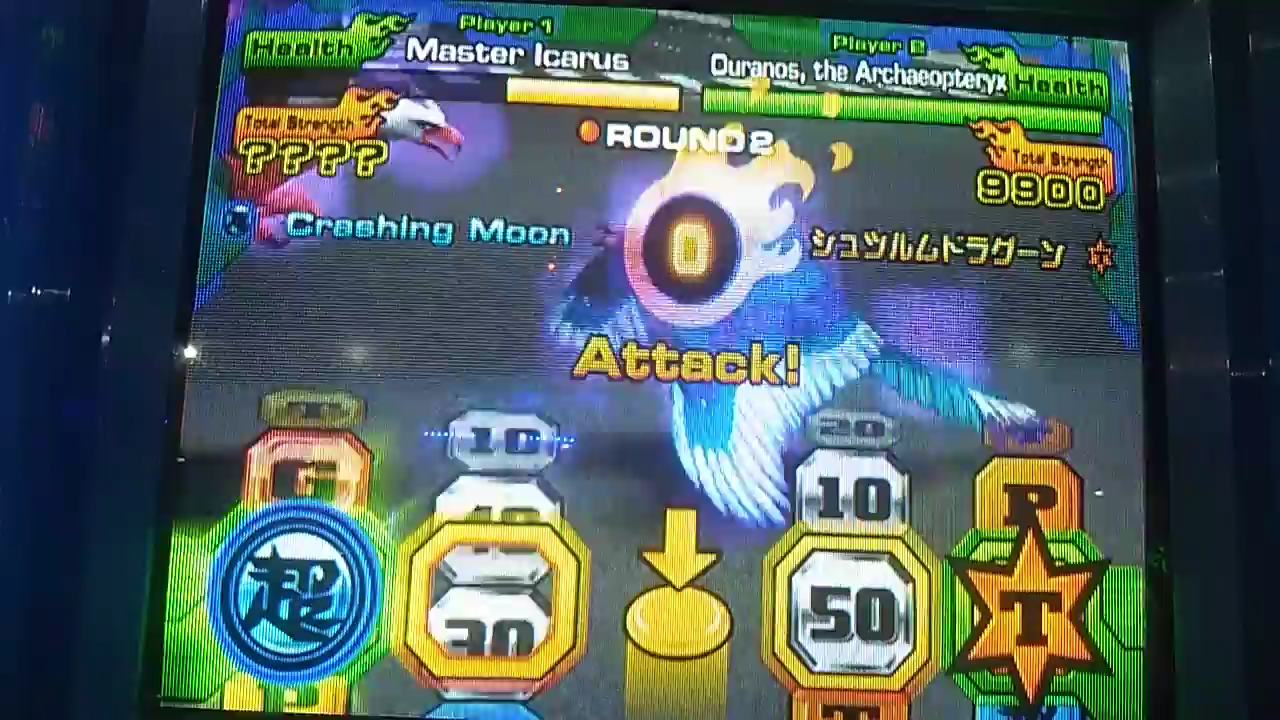 Player 1
Player 2
Health
Master Icarus
Ouranos, the Archaeopteryx
Health
Total Strength
????
ROUND 2
Total Strength
9900
Crashing Moon
0
シュツルムドラグーン
Attack!
10
20
G
10
P
超
30
50
T
T